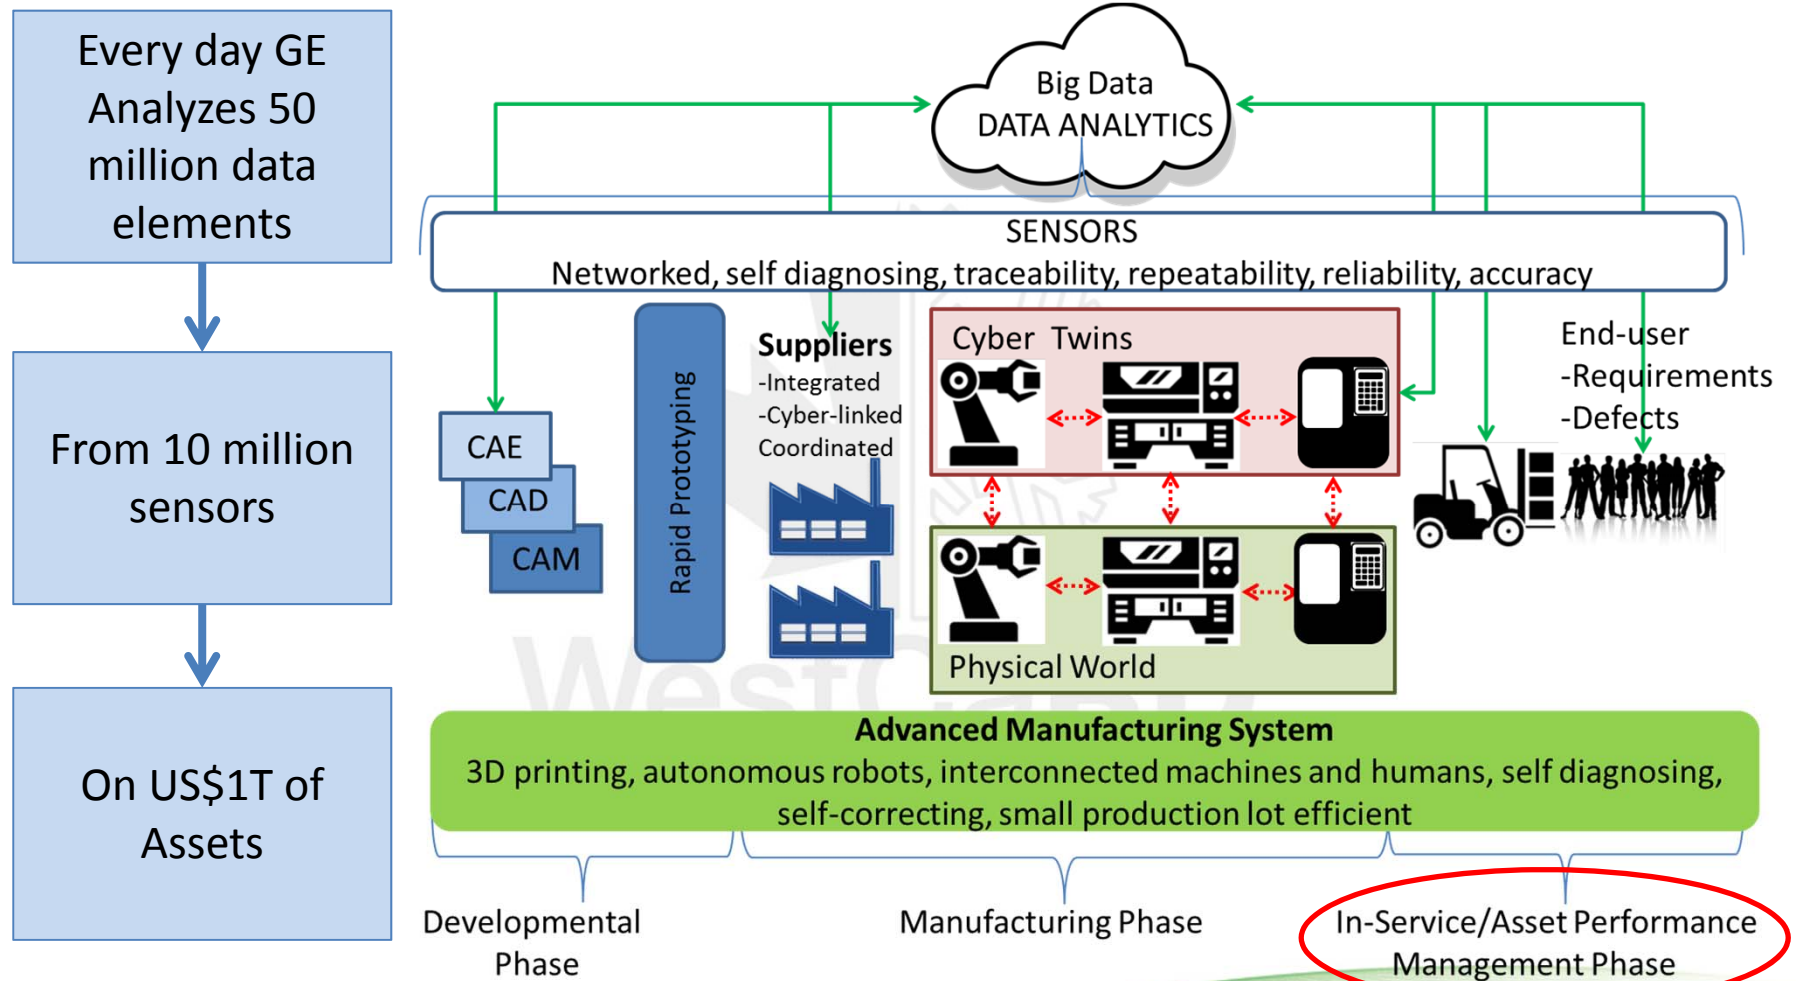 Every day GE
Analyzes 50
million data
elements
From 10 million
sensors
On US$1T of
Assets
Big Data
DATA ANALYTICS
SENSORS
Networked, self diagnosing, traceability, repeatability, reliability, accuracy
CAE
CAD
CAM
Rapid Prototyping
Suppliers
-Integrated
-Cyber-linked
Coordinated
Cyber Twins
Physical World
End-user
-Requirements
-Defects
WestCaRD
Advanced Manufacturing System
3D printing, autonomous robots, interconnected machines and humans, self diagnosing,
self-correcting, small production lot efficient
Developmental
Phase
Manufacturing Phase
In-Service/Asset Performance
Management Phase